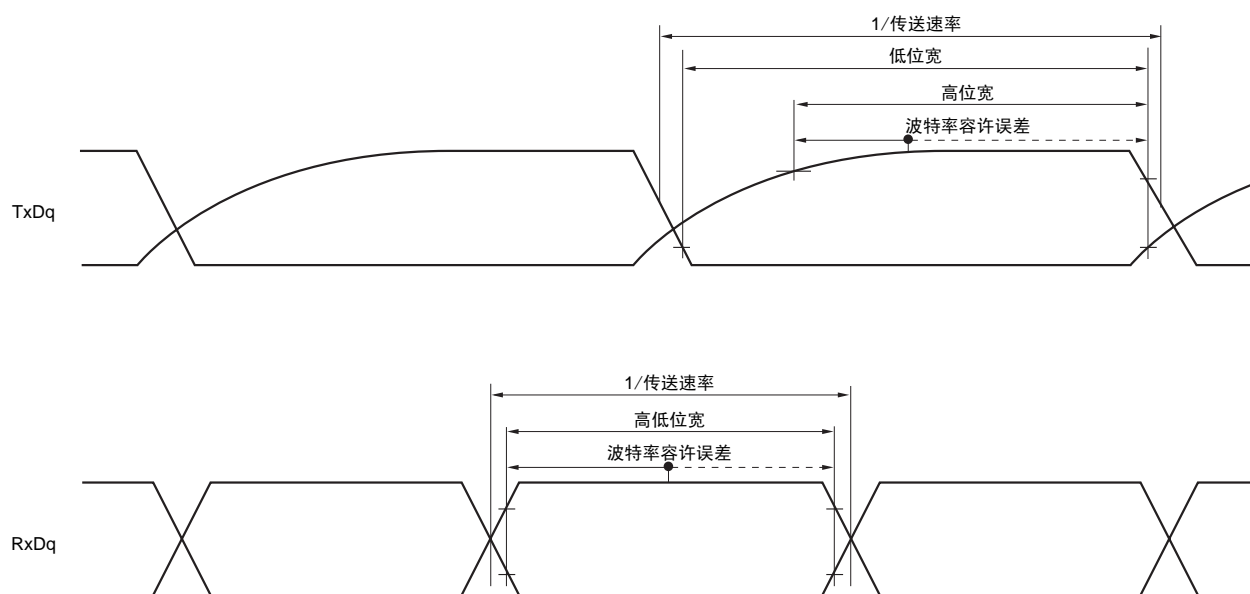 1/传送速率
低位宽
高位宽
波特率容许误差
TxDq
1/传送速率
高低位宽
波特率容许误差
RxDq